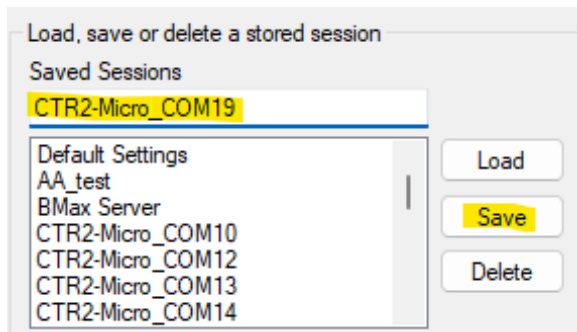 Load, save or delete a stored session
Saved Sessions
CTR2-Micro_COM19
Default Settings
AA_test
BMax Server
CTR2-Micro_COM10
CTR2-Micro_COM12
CTR2-Micro_COM13
CTR2-Micro_COM14
Load
Save
Delete